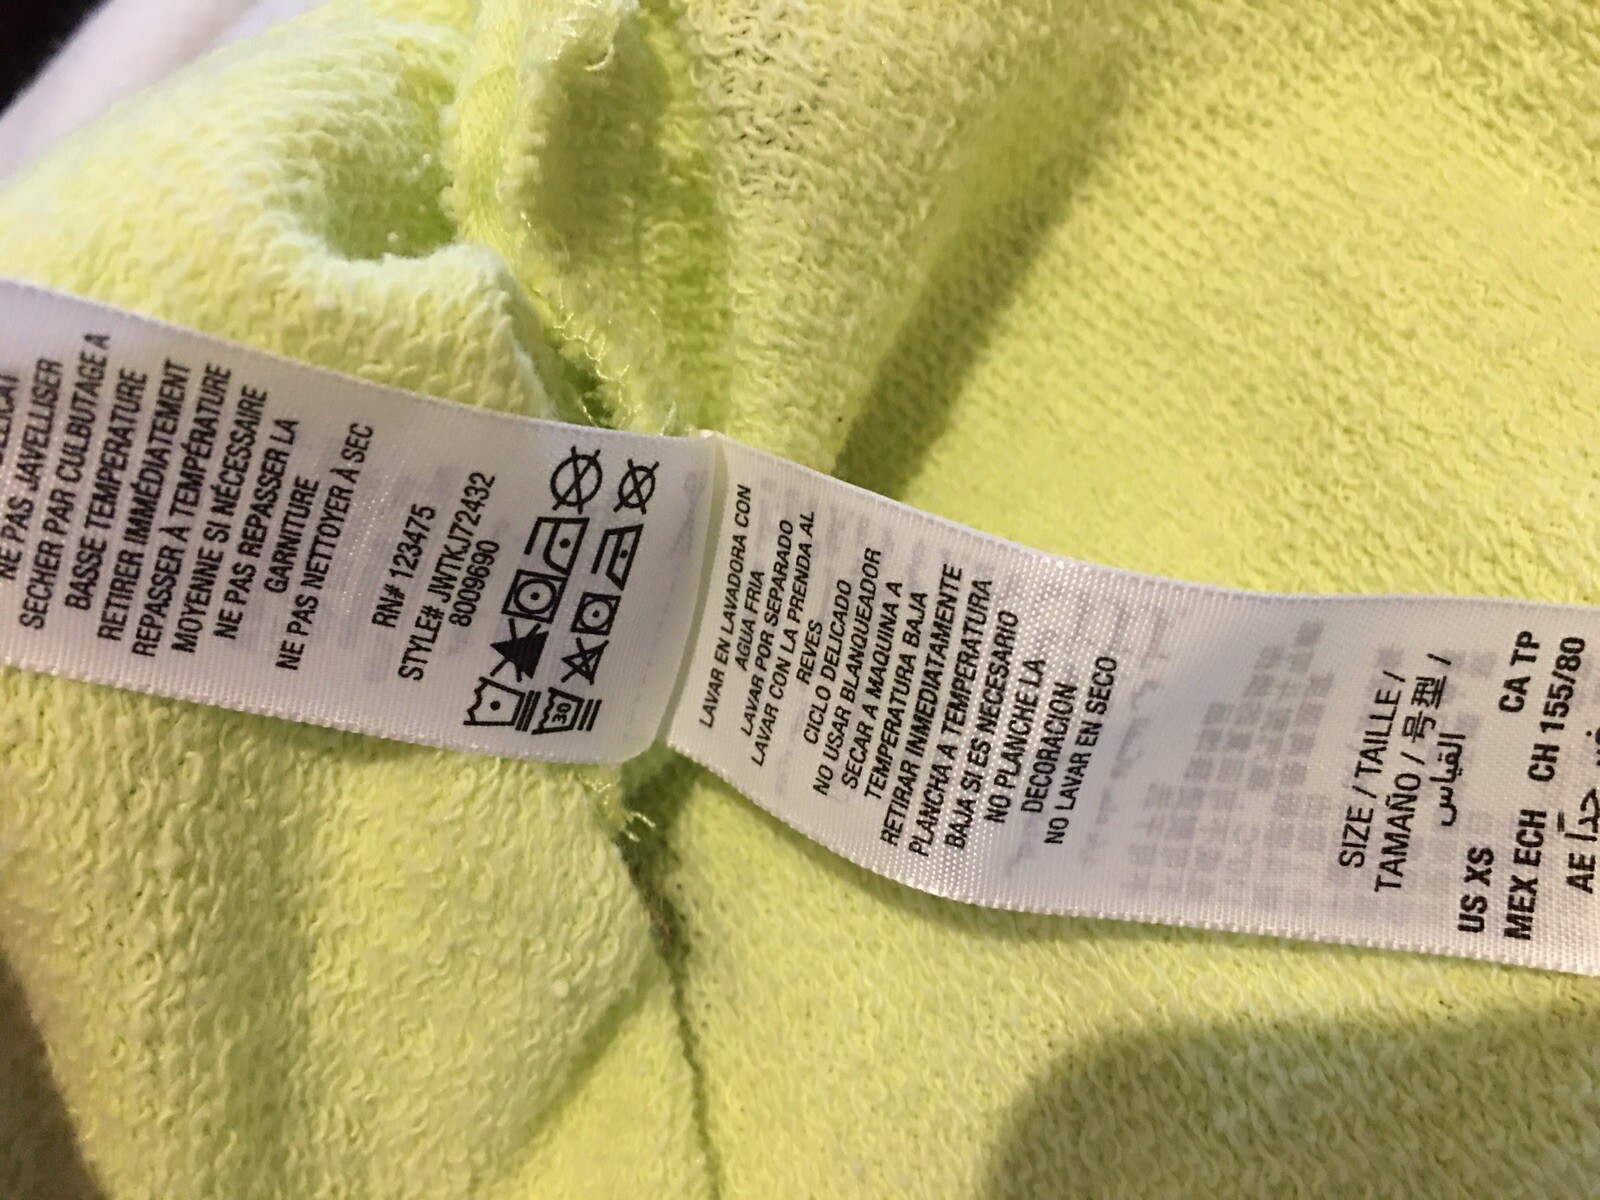 NE PAS JAVELLISER
SECHER PAR CULBUTAGE A
BASSE TEMPERATURE
RETIRER IMMÉDIATEMENT
REPASSER À TEMPÉRATURE
MOYENNE SI NÉCESSAIRE
NE PAS REPASSER LA
GARNITURE
NE PAS NETTOYER À SEC
RN# 123475
STYLE# JWTKJ72432
8009690
30
LAVAR EN LAVADORA CON
AGUA FRIA
LAVAR POR SEPARADO
LAVAR CON LA PRENDA AL
REVES
CICLO DELICADO
NO USAR BLANQUEADOR
SECAR A MAQUINA A
TEMPERATURA BAJA
RETIRAR INMEDIATAMENTE
PLANCHA A TEMPERATURA
BAJA SI ES NECESARIO
NO PLANCHE LA
DECORACION
NO LAVAR EN SECO
SIZE / TAILLE /
TAMAÑO / 号型 /
القياس
US XS CA TP
MEX ECH CH 155/80
AE جداً